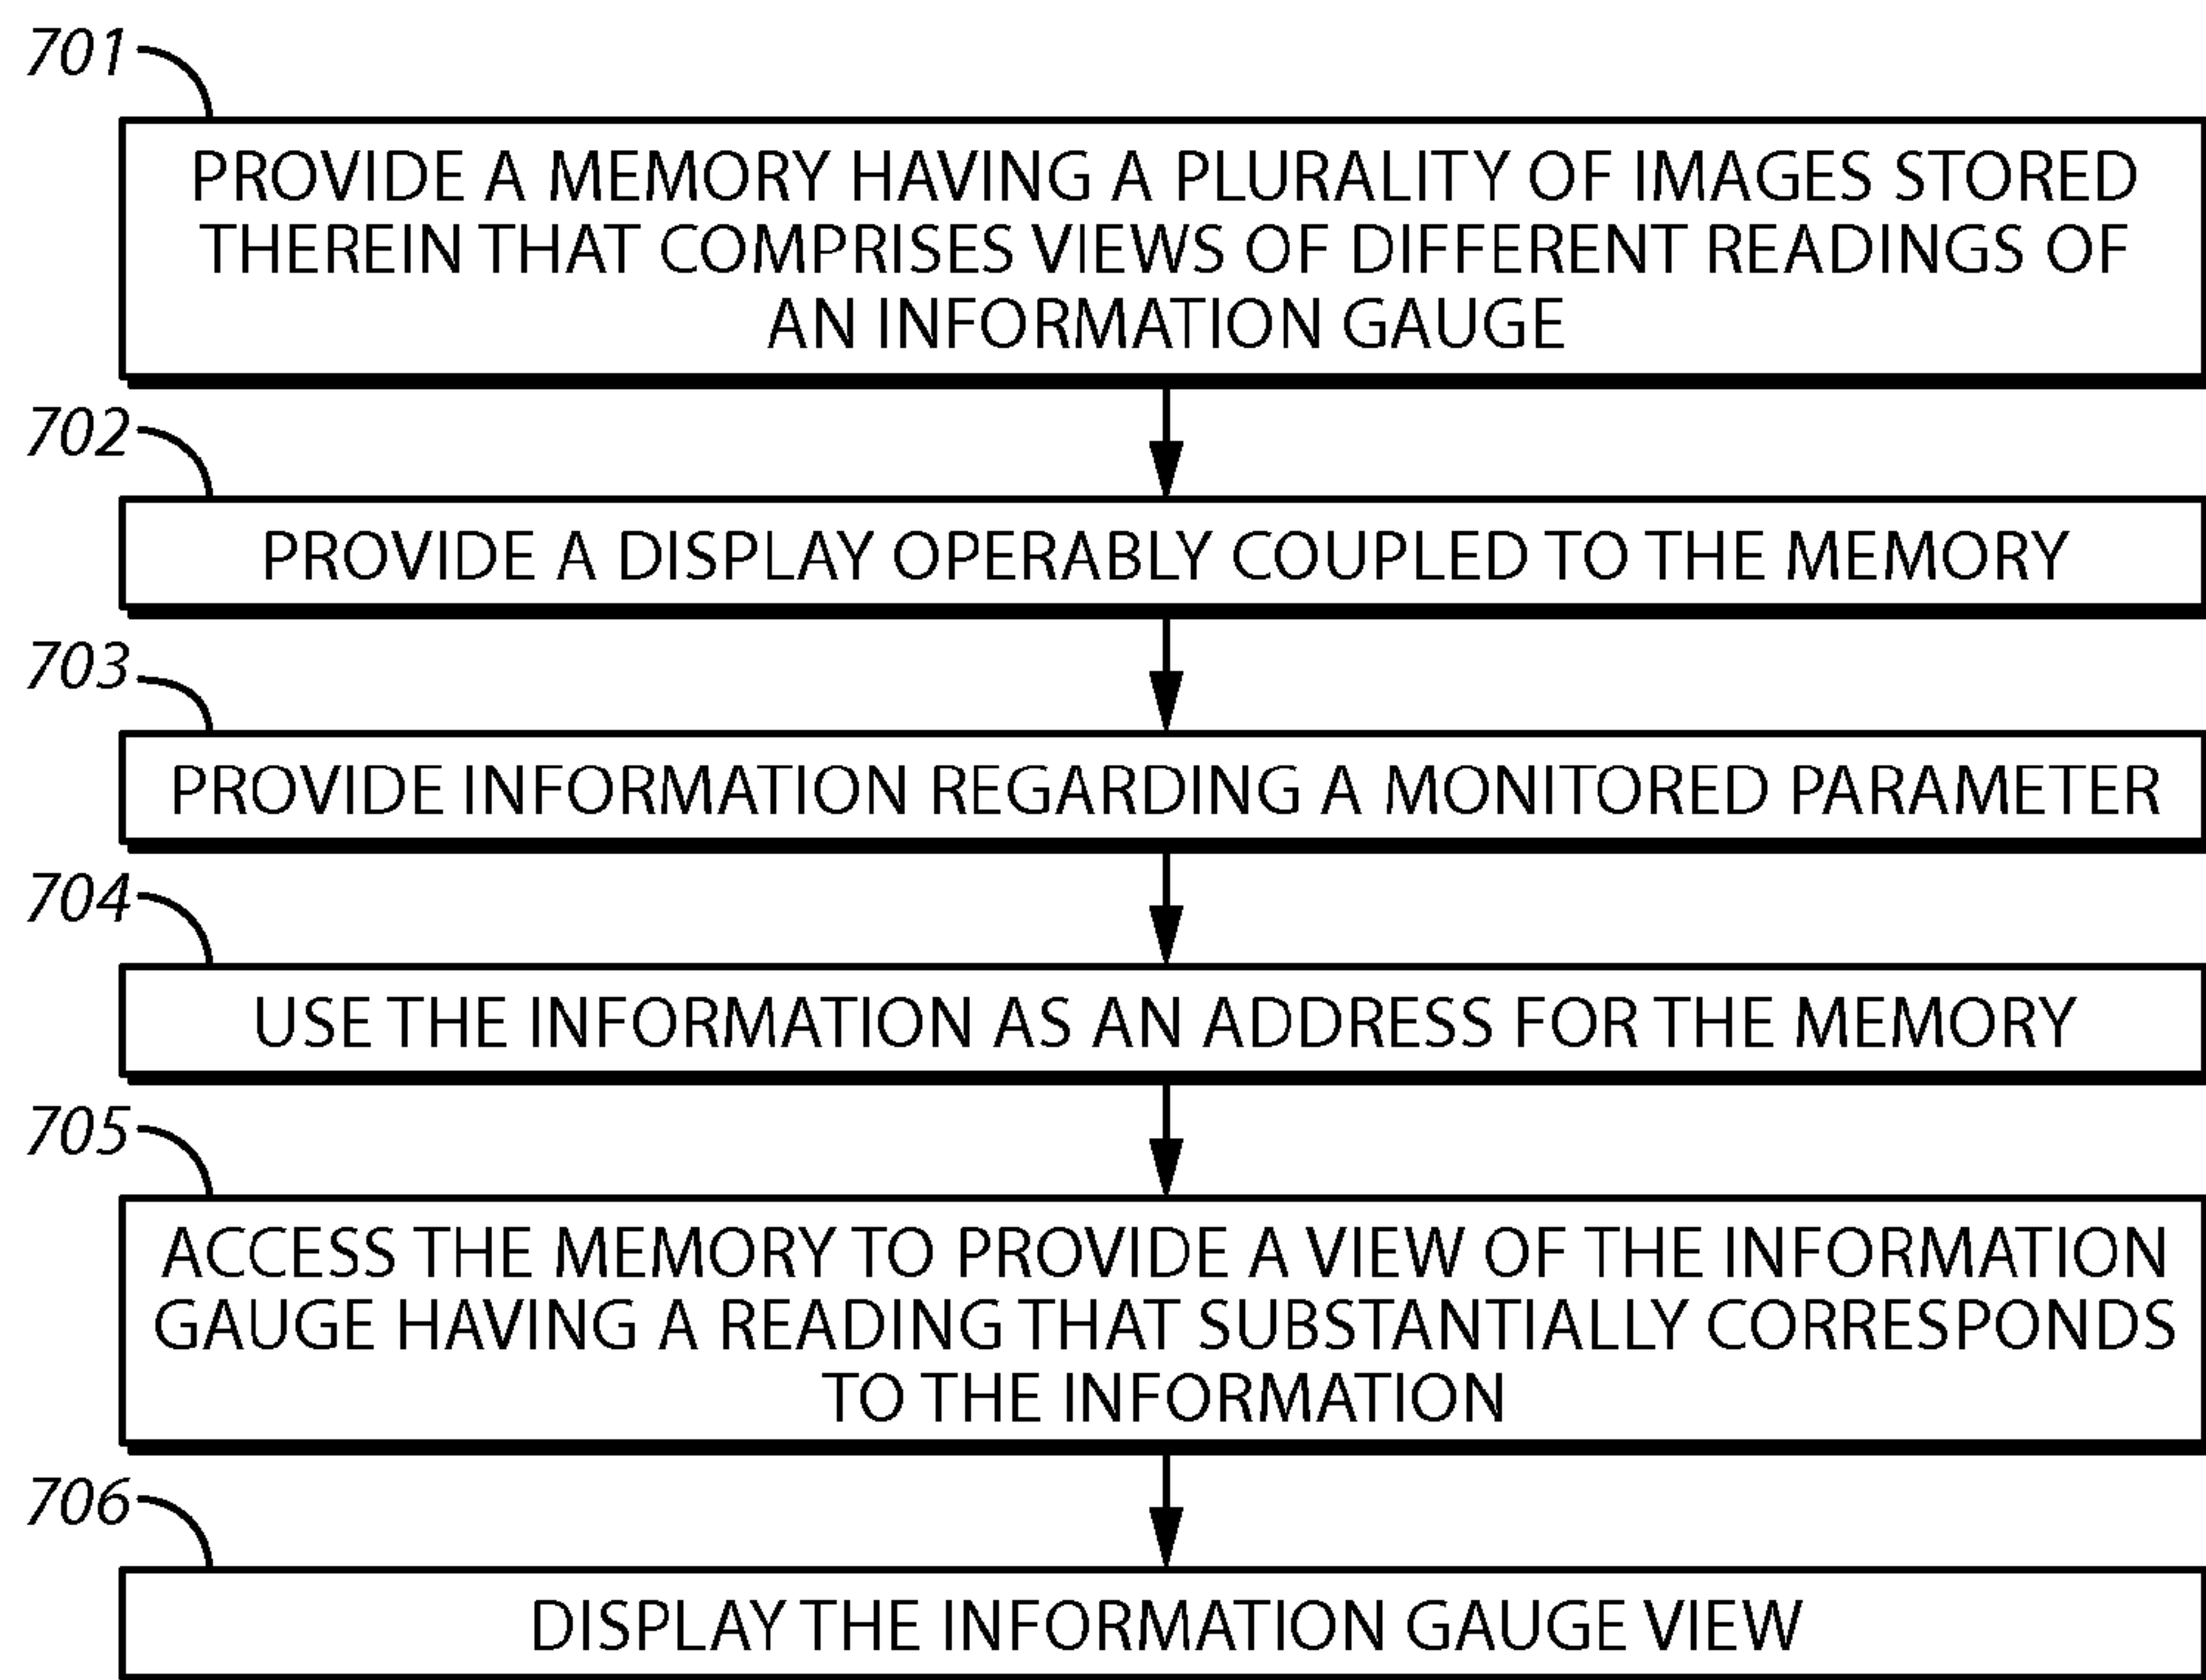 701
PROVIDE A MEMORY HAVING A PLURALITY OF IMAGES STORED
THEREIN THAT COMPRISES VIEWS OF DIFFERENT READINGS OF
AN INFORMATION GAUGE
702
PROVIDE A DISPLAY OPERABLY COUPLED TO THE MEMORY
703
PROVIDE INFORMATION REGARDING A MONITORED PARAMETER
704
USE THE INFORMATION AS AN ADDRESS FOR THE MEMORY
705
ACCESS THE MEMORY TO PROVIDE A VIEW OF THE INFORMATION
GAUGE HAVING A READING THAT SUBSTANTIALLY CORRESPONDS
TO THE INFORMATION
706
DISPLAY THE INFORMATION GAUGE VIEW